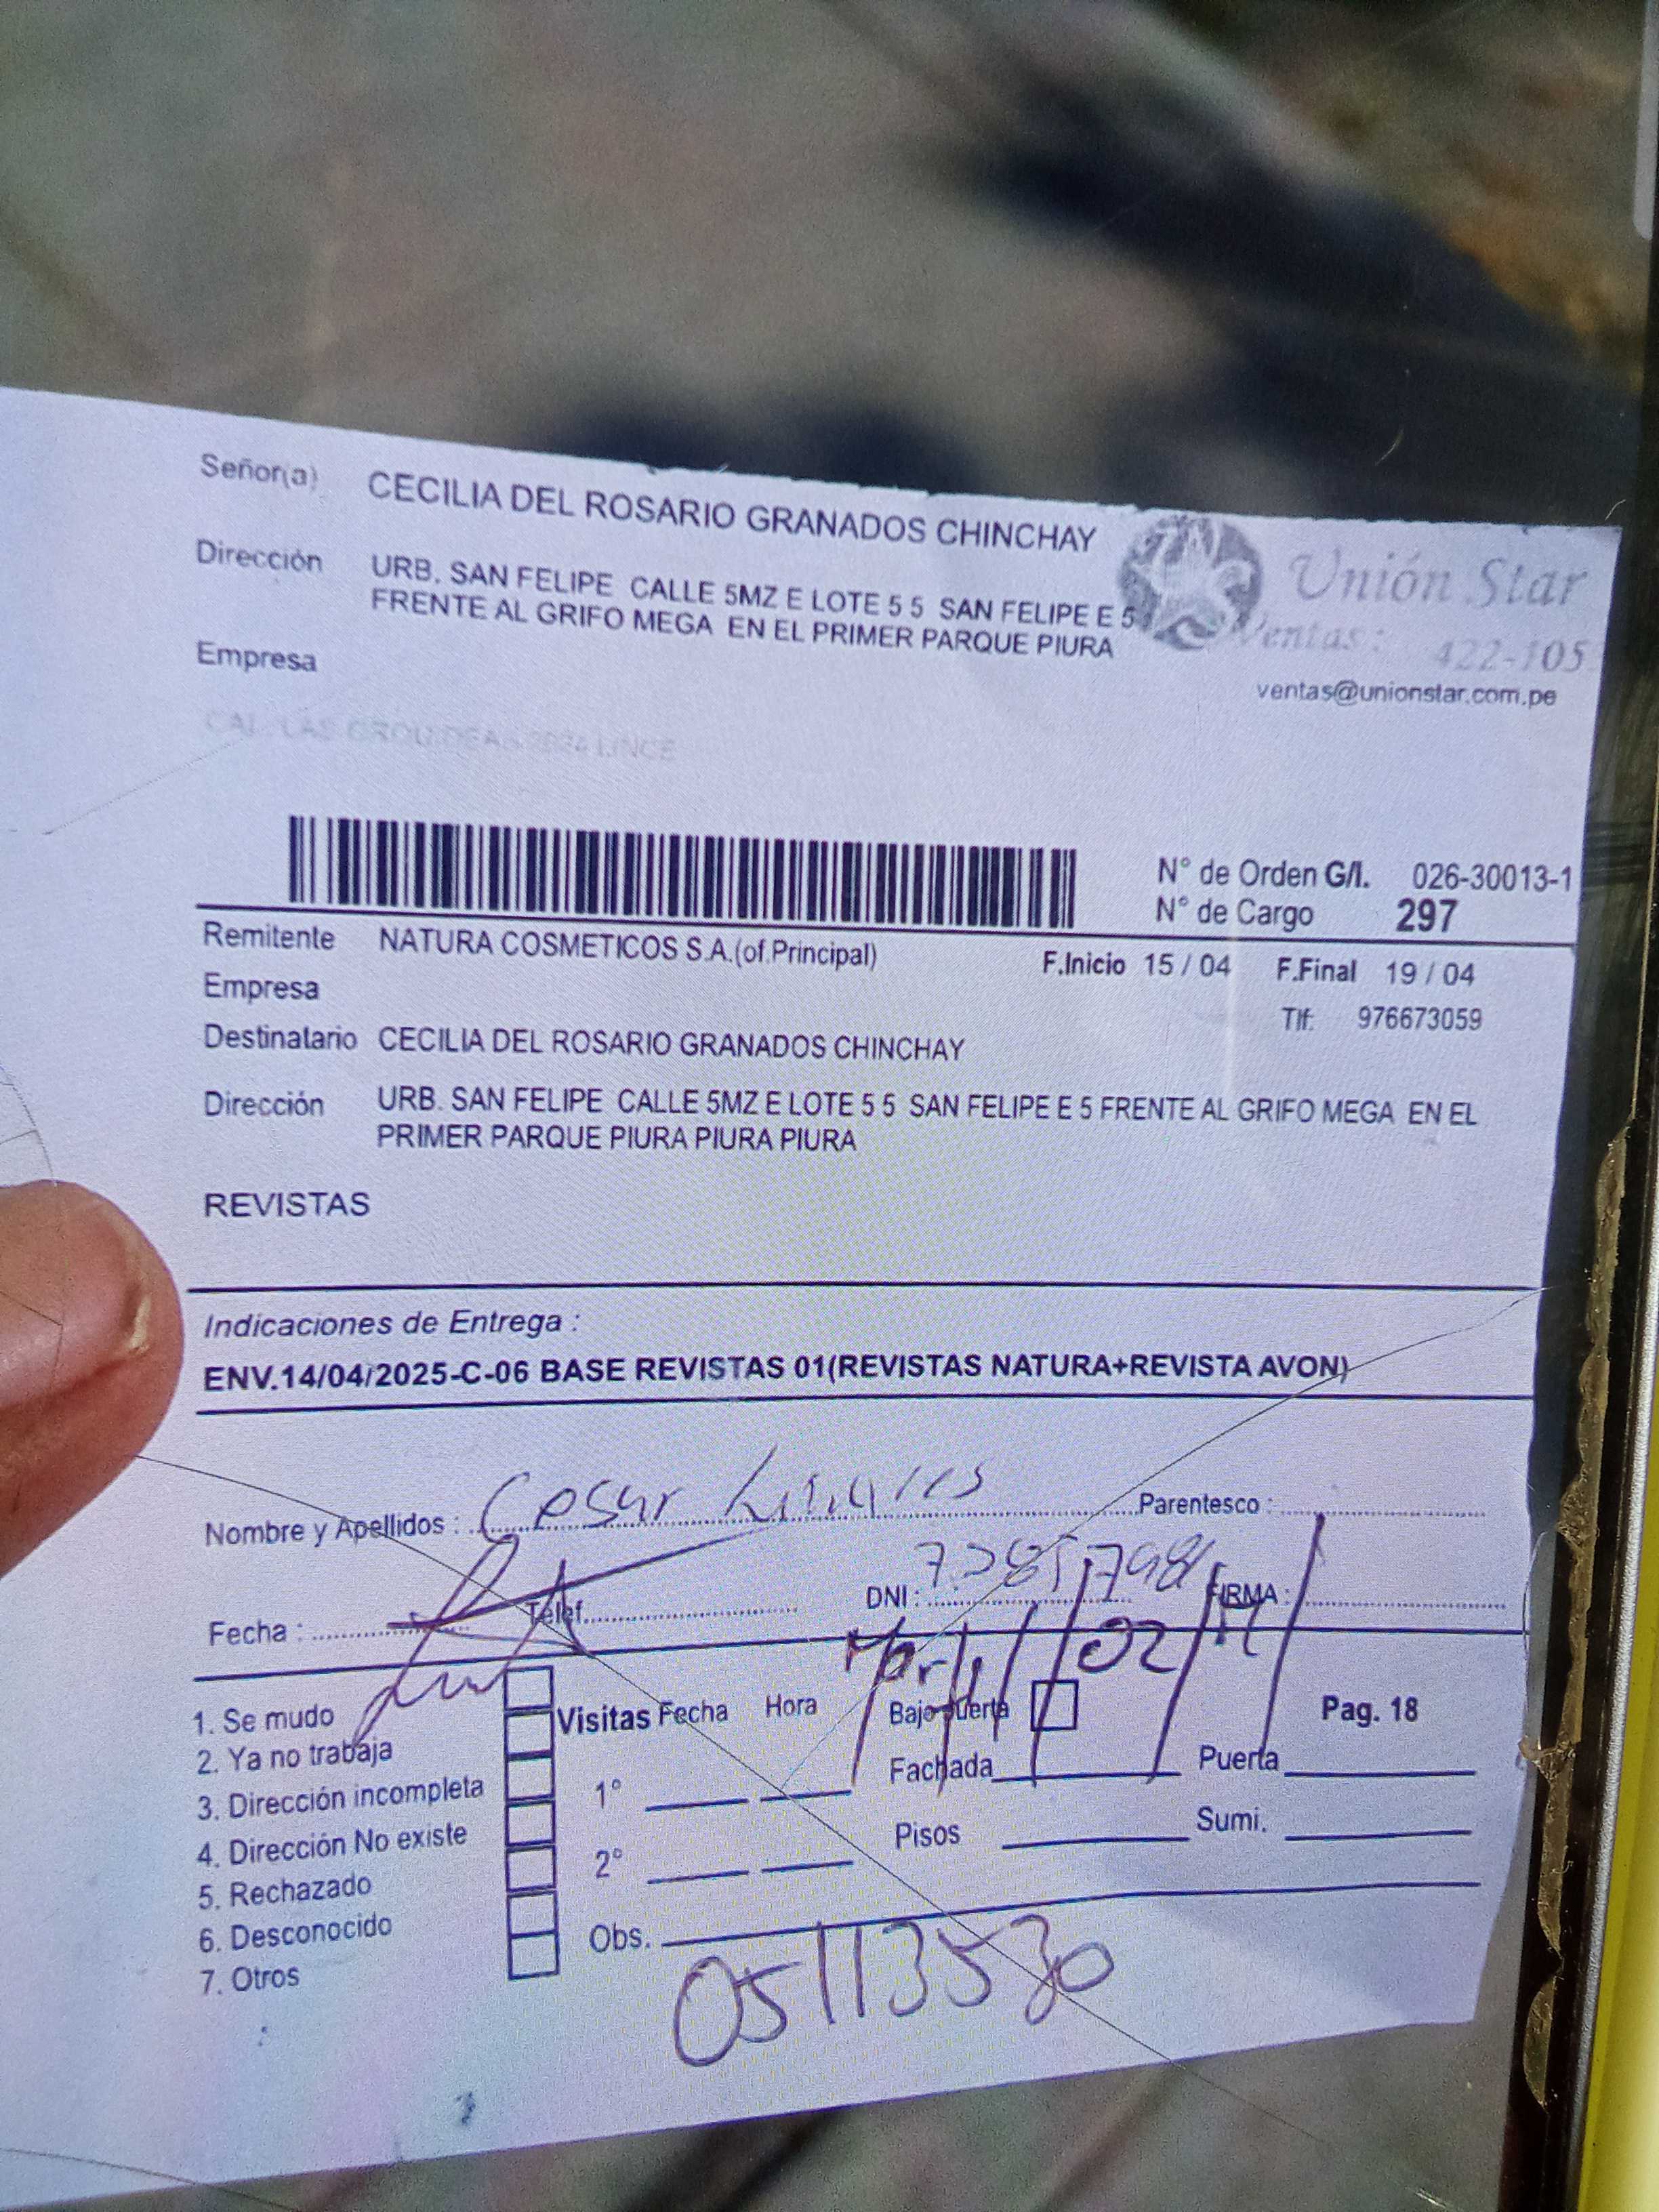 Señor(a) CECILIA DEL ROSARIO GRANADOS CHINCHAY
Unión Star
Dirección URB. SAN FELIPE CALLE 5MZ E LOTE 5 5 SAN FELIPE E 5
FRENTE AL GRIFO MEGA EN EL PRIMER PARQUE PIURA
Ventas: 422-105
Empresa
ventas@unionstar.com.pe
CAL. LAS LINCE
N° de Orden G/I. 026-30013-1
N° de Cargo 297
Remitente NATURA COSMETICOS S.A.(of.Principal) F.Inicio 15 / 04 F.Final 19 / 04
Empresa Tlf: 976673059
Destinatario CECILIA DEL ROSARIO GRANADOS CHINCHAY
Dirección URB. SAN FELIPE CALLE 5MZ E LOTE 5 5 SAN FELIPE E 5 FRENTE AL GRIFO MEGA EN EL
PRIMER PARQUE PIURA PIURA PIURA
REVISTAS
Indicaciones de Entrega :
ENV.14/04/2025-C-06 BASE REVISTAS 01(REVISTAS NATURA+REVISTA AVON)
Nombre y Apellidos : Cesar Parentesco :
Fecha : Telef. DNI : FIRMA :
1. Se mudo
2. Ya no trabaja
3. Dirección incompleta
4. Dirección No existe
5. Rechazado
6. Desconocido
7. Otros
Visitas Fecha Hora
1°
2°
Obs.
Bajo puerta
Fachada
Pisos
Pag. 18
Puerta
Sumi.
05113530